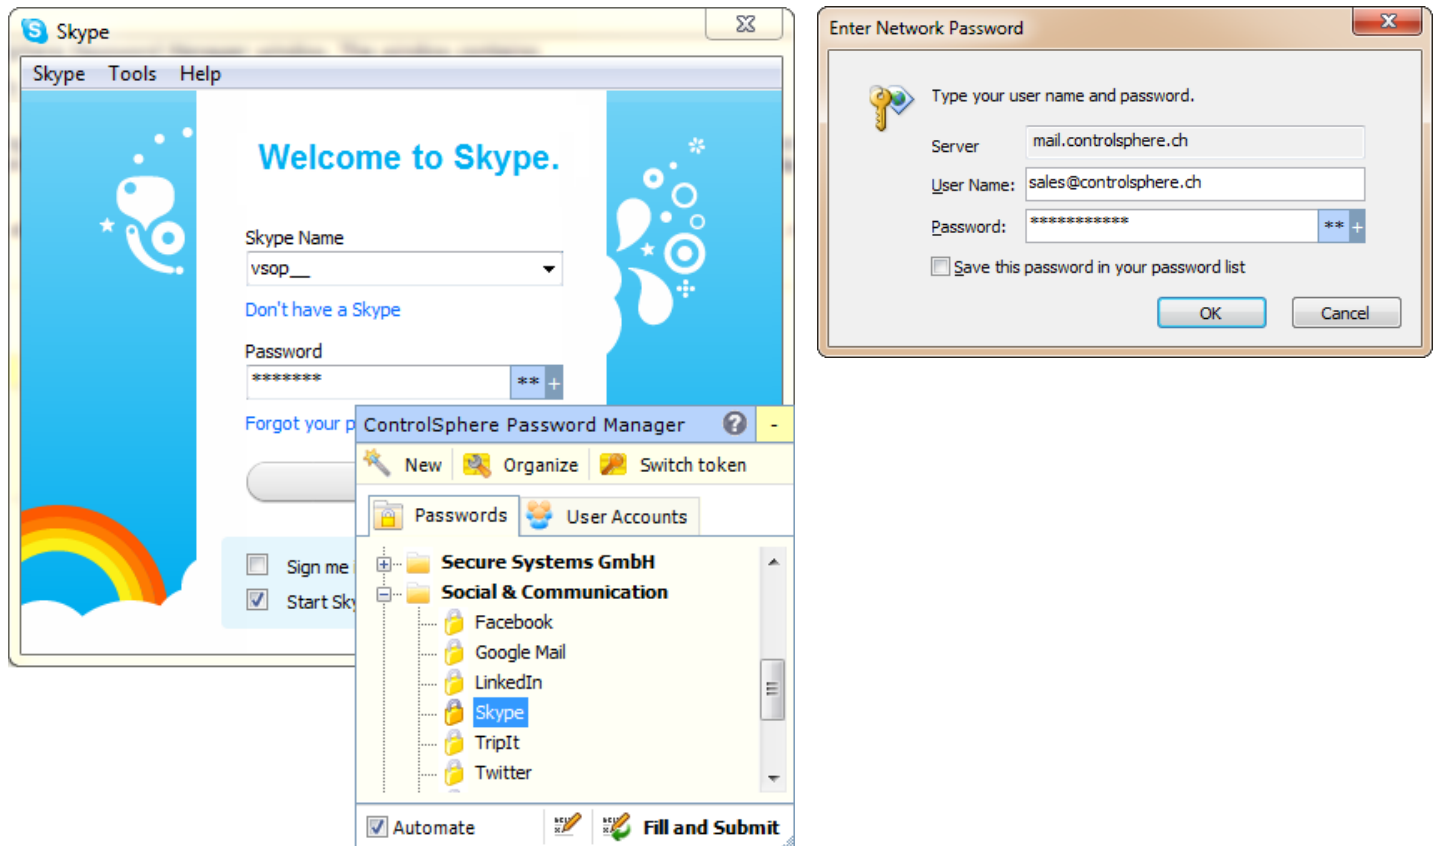 Skype
Skype Tools Help
Welcome to Skype.
Skype Name
vsop__
Don't have a Skype
Password
*******
** +
Forgot your p
Sign me
Start Sky
ControlSphere Password Manager ? -
New Organize Switch token
Passwords User Accounts
Secure Systems GmbH
Social & Communication
Facebook
Google Mail
LinkedIn
Skype
TripIt
Twitter
Automate Fill and Submit
Enter Network Password
Type your user name and password.
Server mail.controlsphere.ch
User Name: sales@controlsphere.ch
Password: *********** ** +
Save this password in your password list
OK Cancel